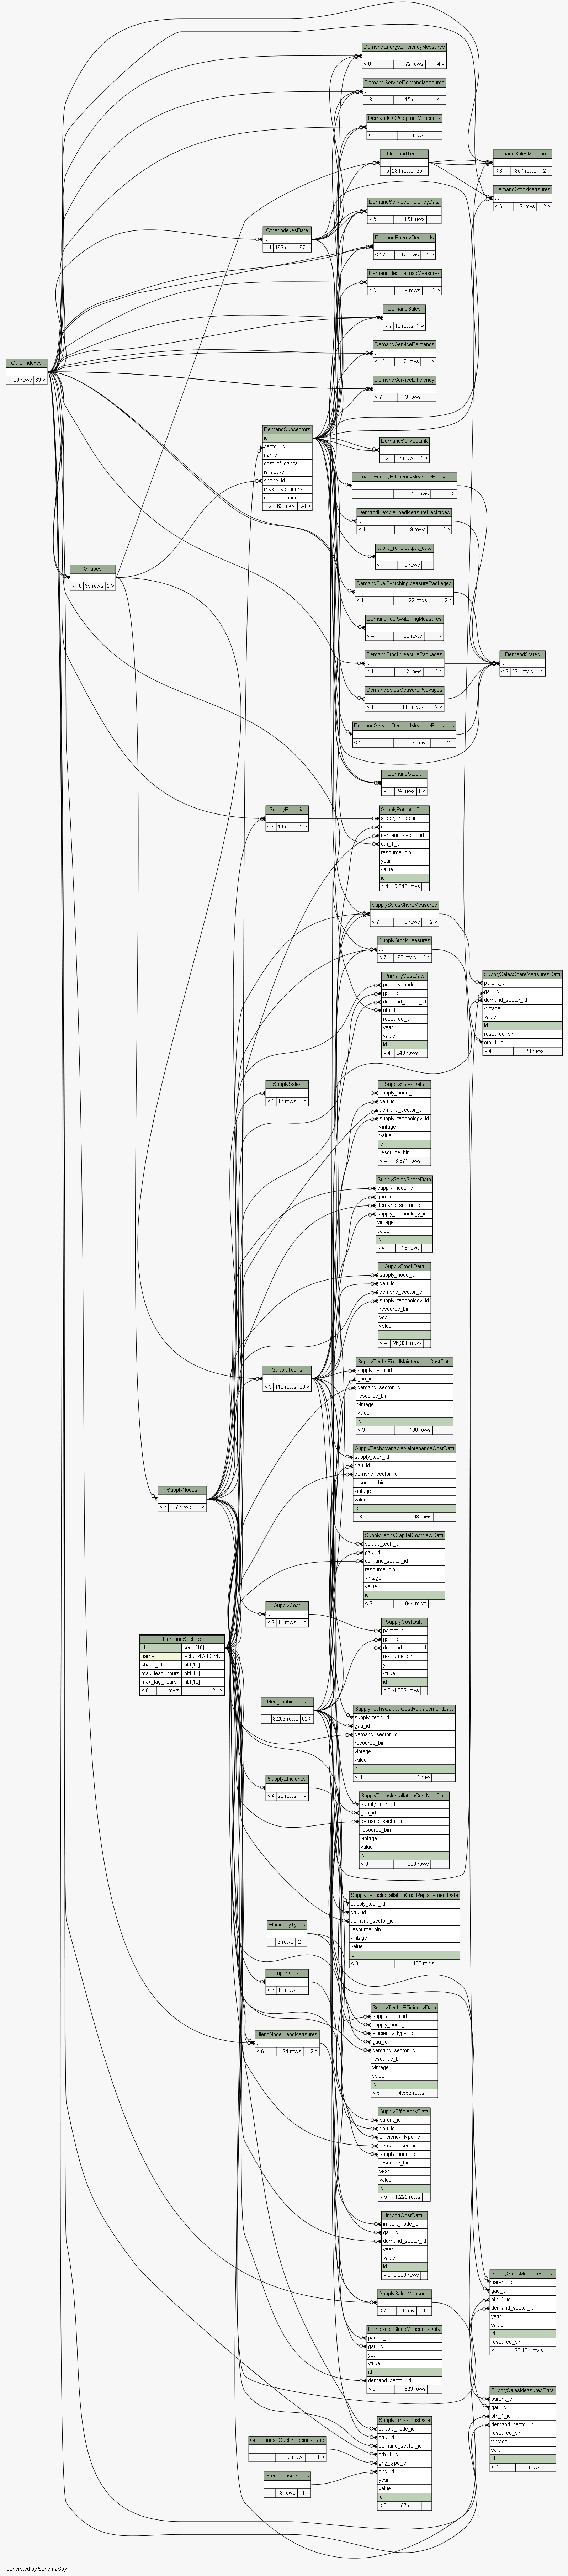 DemandEnergyEfficiencyMeasures
< 8 72 rows 4 >
DemandServiceDemandMeasures
< 8 15 rows 4 >
DemandCO2CaptureMeasures
< 8 0 rows
DemandTechs
< 5 234 rows 25 >
DemandSalesMeasures
< 8 357 rows 2 >
DemandStockMeasures
< 8 5 rows 2 >
DemandServiceEfficiencyData
< 5 323 rows
OtherIndexesData
< 1 163 rows 67 >
DemandEnergyDemands
< 12 47 rows 1 >
DemandFlexibleLoadMeasures
< 5 8 rows 2 >
DemandSales
< 7 10 rows 1 >
DemandServiceDemands
< 12 17 rows 1 >
OtherIndexes
29 rows 63 >
DemandServiceEfficiency
< 7 3 rows
DemandSubsectors
id
sector_id
name
cost_of_capital
is_active
shape_id
max_lead_hours
max_lag_hours
< 2 63 rows 24 >
DemandServiceLink
< 2 6 rows 1 >
DemandEnergyEfficiencyMeasurePackages
< 1 71 rows 2 >
DemandFlexibleLoadMeasurePackages
< 1 9 rows 2 >
public_runs.output_data
< 1 0 rows
Shapes
< 10 35 rows 5 >
DemandFuelSwitchingMeasurePackages
< 1 22 rows 2 >
DemandFuelSwitchingMeasures
< 4 30 rows 7 >
DemandStockMeasurePackages
< 1 2 rows 2 >
DemandStates
< 7 221 rows 1 >
DemandSalesMeasurePackages
< 1 111 rows 2 >
DemandServiceDemandMeasurePackages
< 1 14 rows 2 >
DemandStock
< 13 24 rows 1 >
SupplyPotential
< 6 14 rows 1 >
SupplyPotentialData
supply_node_id
gau_id
demand_sector_id
oth_1_id
resource_bin
year
value
id
< 4 5,846 rows
SupplySalesShareMeasures
< 7 18 rows 2 >
SupplyStockMeasures
< 7 60 rows 2 >
PrimaryCostData
primary_node_id
gau_id
demand_sector_id
oth_1_id
resource_bin
year
value
id
< 4 848 rows
SupplySalesShareMeasuresData
parent_id
gau_id
demand_sector_id
vintage
value
id
resource_bin
oth_1_id
< 4 28 rows
SupplySales
< 5 17 rows 1 >
SupplySalesData
supply_node_id
gau_id
demand_sector_id
supply_technology_id
vintage
value
id
resource_bin
< 4 8,571 rows
SupplySalesShareData
supply_node_id
gau_id
demand_sector_id
supply_technology_id
vintage
value
id
< 4 13 rows
SupplyStockData
supply_node_id
gau_id
demand_sector_id
supply_technology_id
resource_bin
year
value
id
< 4 26,338 rows
SupplyTechs
< 3 113 rows 30 >
SupplyTechsFixedMaintenanceCostData
supply_tech_id
gau_id
demand_sector_id
resource_bin
vintage
value
id
< 3 180 rows
SupplyTechsVariableMaintenanceCostData
supply_tech_id
gau_id
demand_sector_id
resource_bin
vintage
value
id
< 3 68 rows
SupplyNodes
< 7 107 rows 38 >
SupplyTechsCapitalCostNewData
supply_tech_id
gau_id
demand_sector_id
resource_bin
vintage
value
id
< 3 944 rows
SupplyCost
< 7 11 rows 1 >
SupplyCostData
parent_id
gau_id
demand_sector_id
resource_bin
year
value
id
< 3 4,035 rows
DemandSectors
id serial[10]
name text[2147483647]
shape_id int4[10]
max_lead_hours int4[10]
max_lag_hours int4[10]
< 0 4 rows 21 >
GeographiesData
< 1 3,293 rows 62 >
SupplyTechsCapitalCostReplacementData
supply_tech_id
gau_id
demand_sector_id
resource_bin
vintage
value
id
< 3 1 row
SupplyEfficiency
< 4 29 rows 1 >
SupplyTechsInstallationCostNewData
supply_tech_id
gau_id
demand_sector_id
resource_bin
vintage
value
id
< 3 209 rows
SupplyTechsInstallationCostReplacementData
supply_tech_id
gau_id
demand_sector_id
resource_bin
vintage
value
id
< 3 180 rows
EfficiencyTypes
3 rows 2 >
ImportCost
< 8 13 rows 1 >
BlendNodeBlendMeasures
< 6 74 rows 2 >
SupplyTechsEfficiencyData
supply_tech_id
supply_node_id
efficiency_type_id
gau_id
demand_sector_id
resource_bin
vintage
value
id
< 5 4,556 rows
SupplyEfficiencyData
parent_id
gau_id
efficiency_type_id
demand_sector_id
supply_node_id
resource_bin
year
value
id
< 5 1,225 rows
ImportCostData
import_node_id
gau_id
demand_sector_id
year
value
id
< 3 2,823 rows
SupplySalesMeasures
< 7 1 row 1 >
SupplyStockMeasuresData
parent_id
gau_id
oth_1_id
demand_sector_id
year
value
id
resource_bin
< 4 20,101 rows
BlendNodeBlendMeasuresData
parent_id
gau_id
year
value
id
demand_sector_id
< 3 623 rows
SupplySalesMeasuresData
parent_id
gau_id
oth_1_id
demand_sector_id
resource_bin
vintage
value
id
< 4 0 rows
SupplyEmissionsData
supply_node_id
gau_id
demand_sector_id
oth_1_id
ghg_type_id
ghg_id
year
value
id
< 6 57 rows
GreenhouseGasEmissionsType
2 rows 1 >
GreenhouseGases
3 rows 1 >
Generated by SchemaSpy